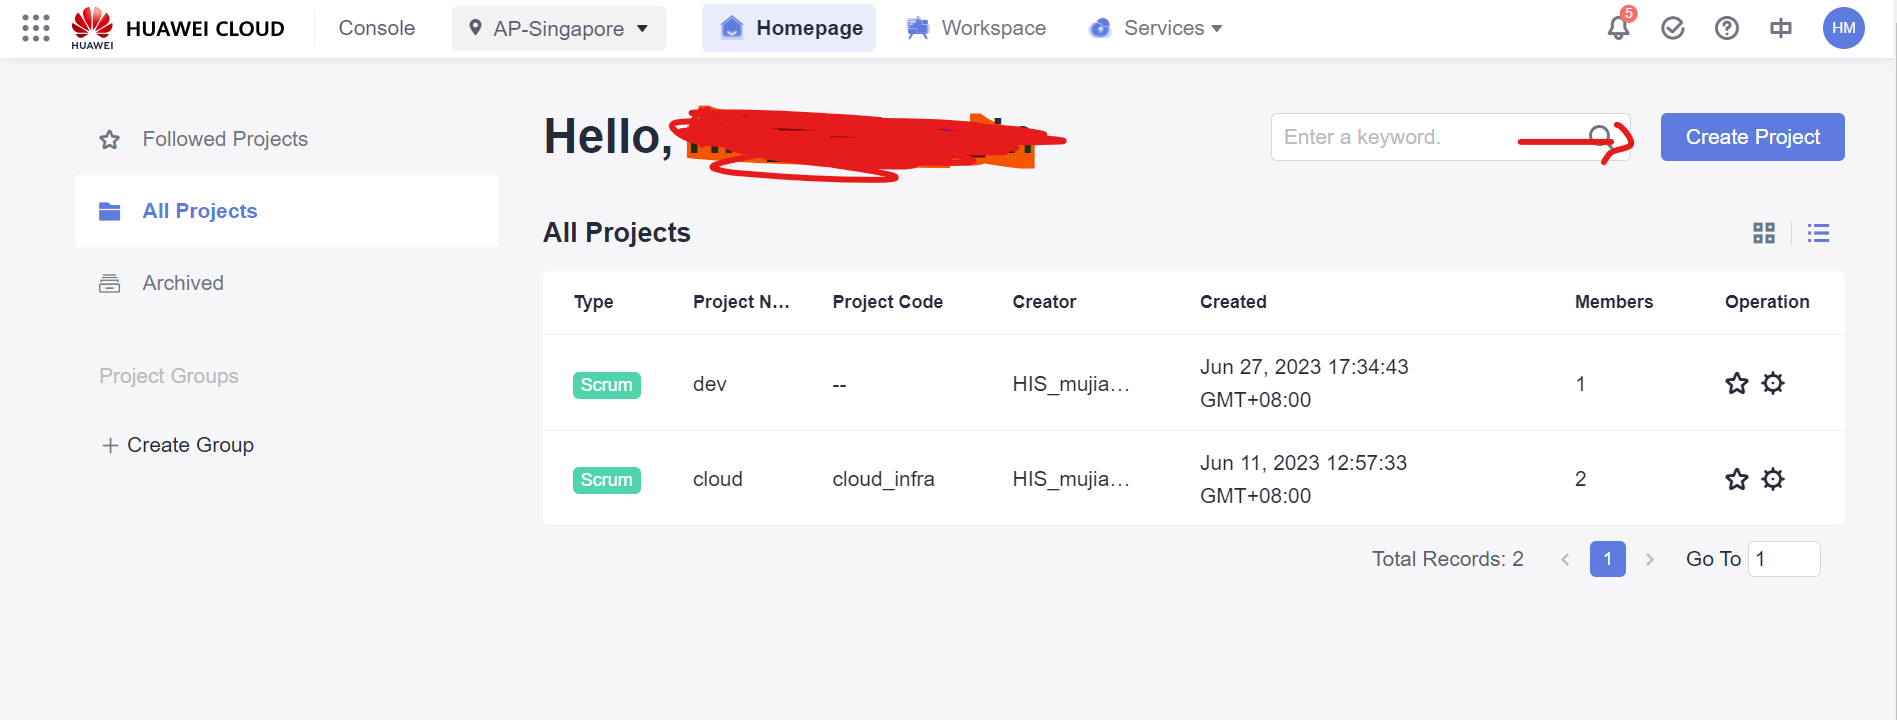 HUAWEI
HUAWEI CLOUD
Console
AP-Singapore
Homepage
Workspace
Services
5
中
HM
Followed Projects
All Projects
Archived
Project Groups
Create Group
Hello,
Enter a keyword.
Create Project
All Projects
Type Project N... Project Code Creator Created Members Operation
Scrum dev -- HIS_mujia... Jun 27, 2023 17:34:43 1
GMT+08:00
Scrum cloud cloud_infra HIS_mujia... Jun 11, 2023 12:57:33 2
GMT+08:00
Total Records: 2 < 1 > Go To 1